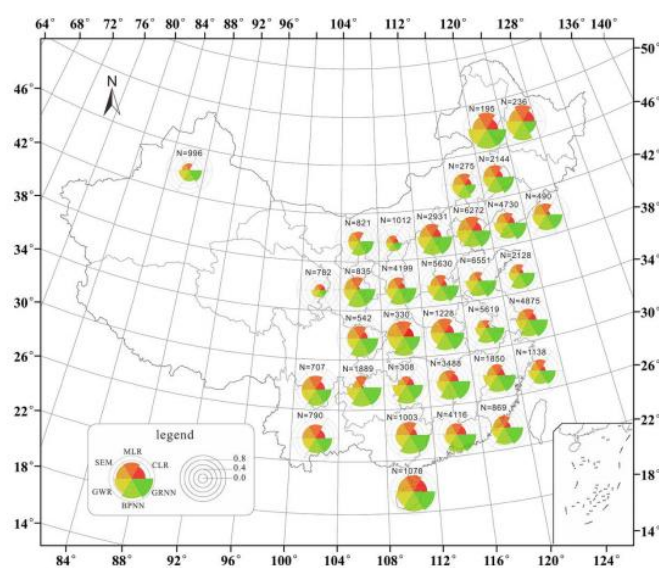 64° 68° 72° 76° 80° 84° 88° 92° 96° 100° 104° 108° 112° 116° 120° 124° 128° 132° 136° 140°
50°
46°
46°
42°
42°
38°
38°
34°
34°
30°
30°
26°
26°
22°
22°
18°
18°
14°
14°
N
N=195 N=236
N=996
N=275 N=2144
N=821 N=1012 N=2931 N=6272 N=4730 N=490
N=782 N=835 N=4199 N=5630 N=6551 N=2128
N=542 N=330 N=1228 N=5619 N=4875
N=707 N=1889 N=308 N=3488 N=1850 N=1138
N=790 N=1003 N=4116 N=869
N=1078
legend
MLR
SEM CLR
GWR GRNN
BPNN
0.8
0.4
0.0
84° 88° 92° 96° 100° 104° 106° 112° 116° 120° 124°